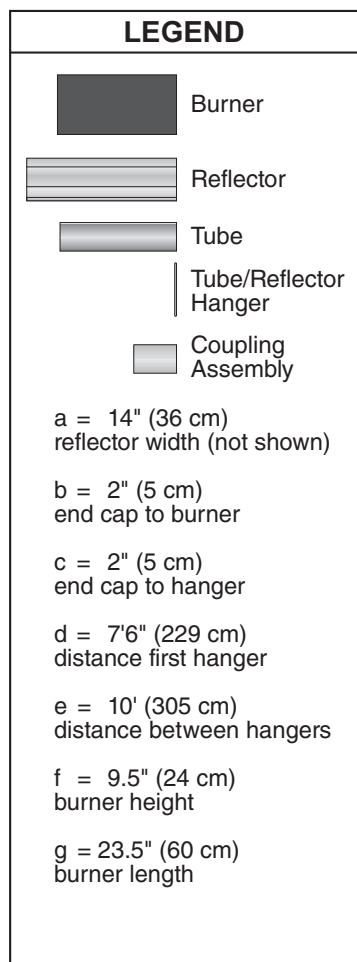 LEGEND
Burner
Reflector
Tube
Tube/Reflector
Hanger
Coupling
Assembly
a = 14" (36 cm)
reflector width (not shown)
b = 2" (5 cm)
end cap to burner
c = 2" (5 cm)
end cap to hanger
d = 7'6" (229 cm)
distance first hanger
e = 10' (305 cm)
distance between hangers
f = 9.5" (24 cm)
burner height
g = 23.5" (60 cm)
burner length